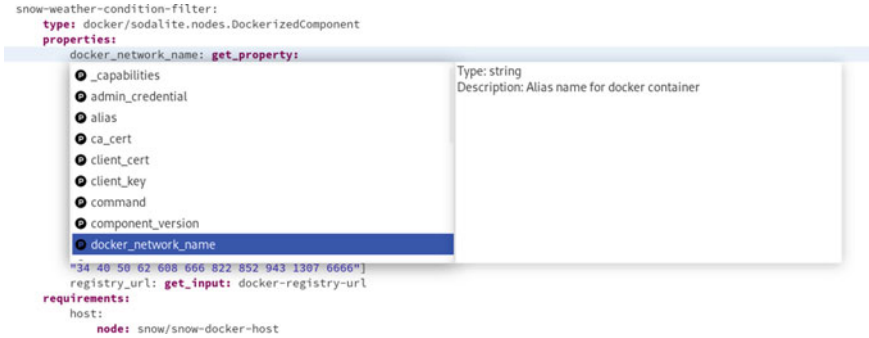 snow-weather-condition-filter:
type: docker/sodalite.nodes.DockerizedComponent
properties:
docker_network_name: get_property:
P _capabilities
P admin_credential
P alias
P ca_cert
P client_cert
P client_key
P command
P component_version
P docker_network_name
Type: string
Description: Alias name for docker container
"34 40 50 62 608 666 822 852 943 1307 6666"]
registry_url: get_input: docker-registry-url
requirements:
host:
node: snow/snow-docker-host